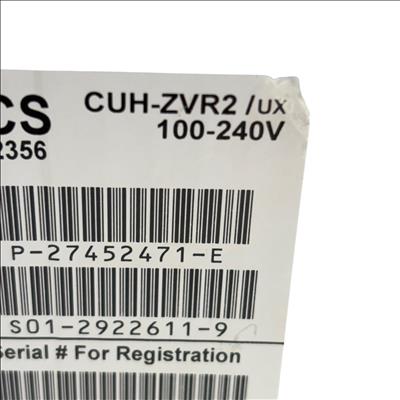 CS CUH-ZVR2 /UX
2356 100-240V
P-27452471-E
S01-2922611-9
Serial # For Registration